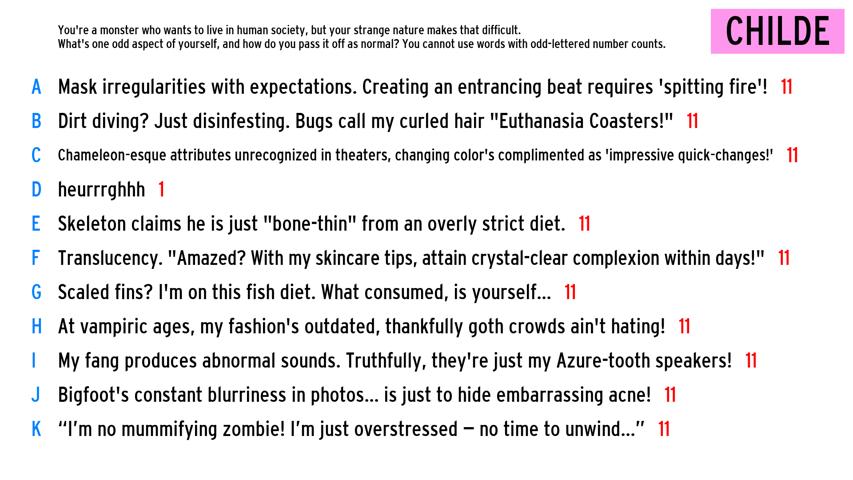 You're a monster who wants to live in human society, but your strange nature makes that difficult.
What's one odd aspect of yourself, and how do you pass it off as normal? You cannot use words with odd-lettered number counts.
CHILDE
A Mask irregularities with expectations. Creating an entrancing beat requires 'spitting fire'! 11
B Dirt diving? Just disinfesting. Bugs call my curled hair "Euthanasia Coasters!" 11
C Chameleon-esque attributes unrecognized in theaters, changing color's complimented as 'impressive quick-changes!' 11
D heurrrghhh 1
E Skeleton claims he is just "bone-thin" from an overly strict diet. 11
F Translucency. "Amazed? With my skincare tips, attain crystal-clear complexion within days!" 11
G Scaled fins? I'm on this fish diet. What consumed, is yourself... 11
H At vampiric ages, my fashion's outdated, thankfully goth crowds ain't hating! 11
I My fang produces abnormal sounds. Truthfully, they're just my Azure-tooth speakers! 11
J Bigfoot's constant blurriness in photos... is just to hide embarrassing acne! 11
K “I’m no mummifying zombie! I’m just overstressed – no time to unwind...” 11